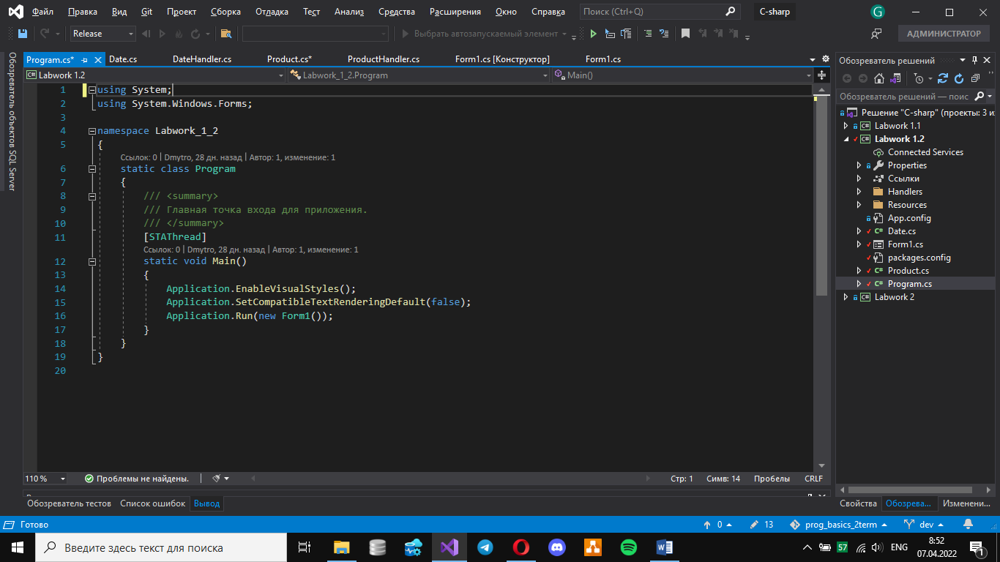 Файл Правка Вид Git Проект Сборка Отладка Тест Анализ Средства Расширения Окно Справка Поиск (Ctrl+Q) C-sharp G
Release Выбрать автозапускаемый элемент АДМИНИСТРАТОР
Обозреватель объектов SQL Server
Program.cs* Date.cs DateHandler.cs Product.cs* ProductHandler.cs Form1.cs [Конструктор] Form1.cs
Labwork 1.2 Labwork_1_2.Program Main()
1 using System;
2 using System.Windows.Forms;
3
4 namespace Labwork_1_2
5 {
Ссылок: 0 | Dmytro, 28 дн. назад | Автор: 1, изменение: 1
6 static class Program
7 {
8 /// <summary>
9 /// Главная точка входа для приложения.
10 /// </summary>
11 [STAThread]
Ссылок: 0 | Dmytro, 28 дн. назад | Автор: 1, изменение: 1
12 static void Main()
13 {
14 Application.EnableVisualStyles();
15 Application.SetCompatibleTextRenderingDefault(false);
16 Application.Run(new Form1());
17 }
18 }
19 }
20
110 % Проблемы не найдены. Стр: 1 Симв: 14 Пробелы CRLF
Обозреватель тестов Список ошибок Вывод
Обозреватель решений
Обозреватель решений — поис
Решение "C-sharp" (проекты: 3 из
C# Labwork 1.1
C# Labwork 1.2
Connected Services
Properties
Ссылки
Handlers
Resources
App.config
C# Date.cs
Form1.cs
packages.config
C# Product.cs
C# Program.cs
C# Labwork 2
Свойства Обозрева... Изменени...
Готово 0 13 prog_basics_2term dev
Введите здесь текст для поиска 57 ENG 8:52
07.04.2022 1